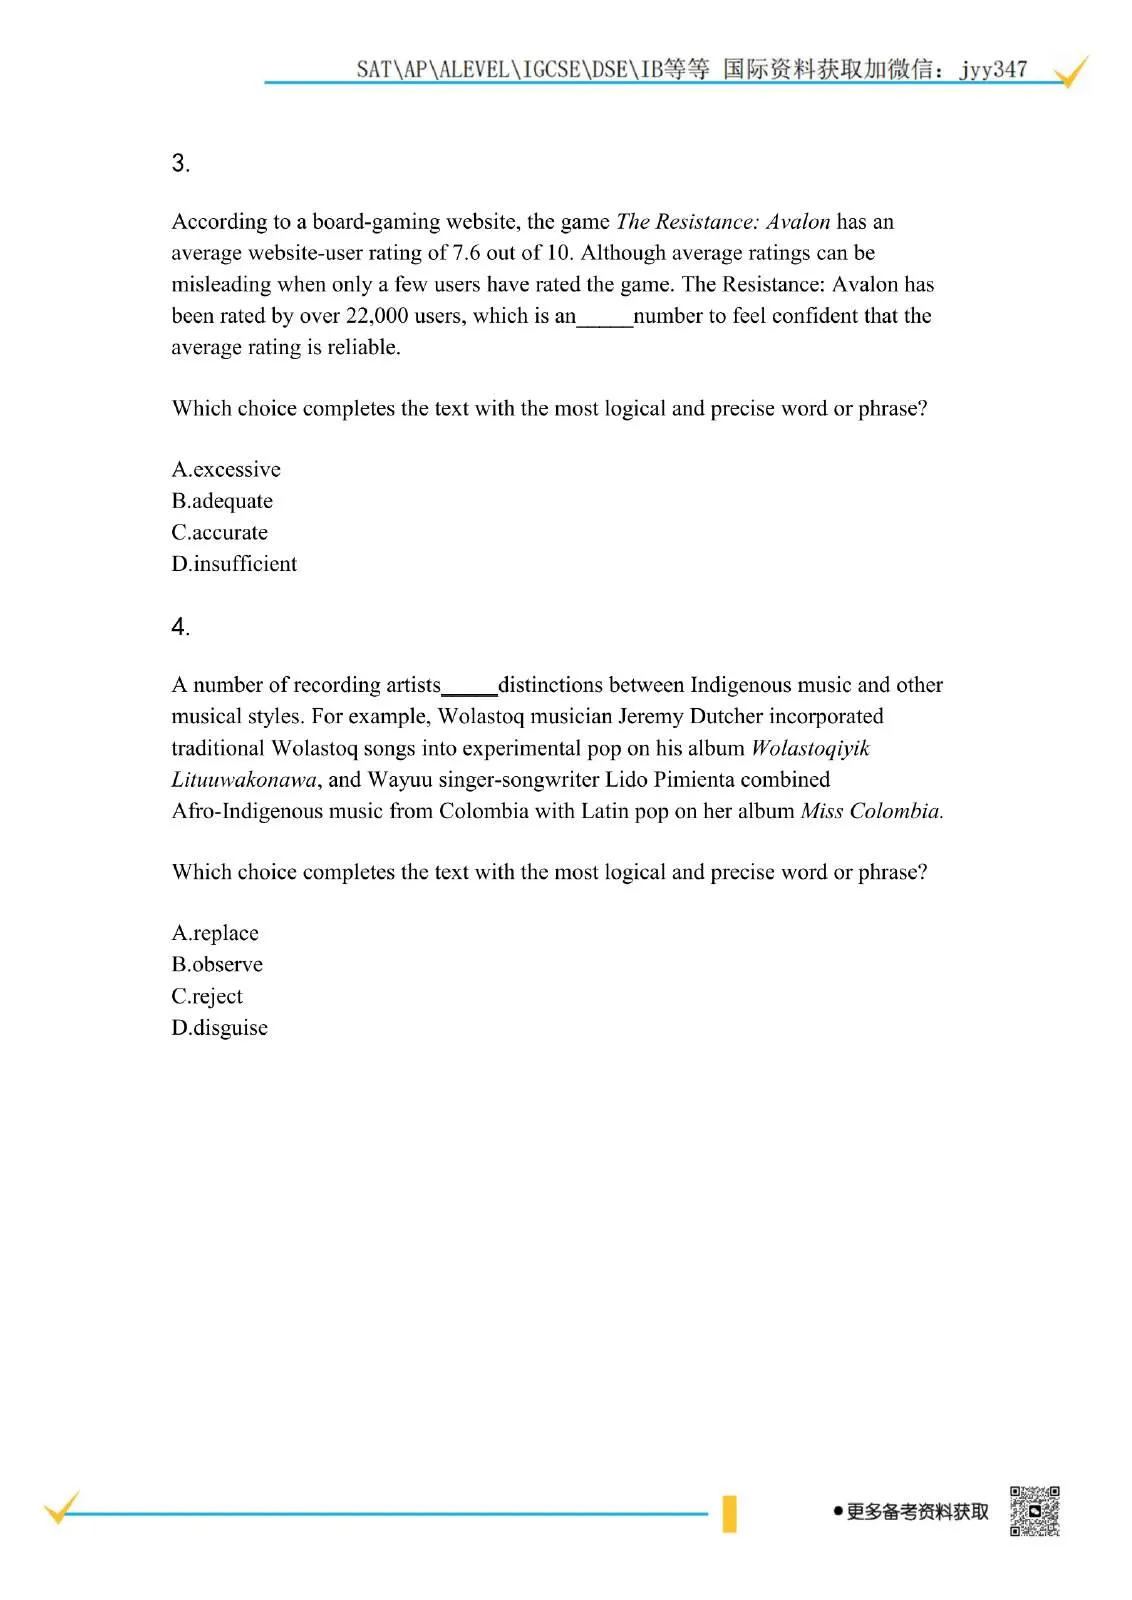 SAT\AP\ALEVEL\IGCSE\DSE\IB等等 国际资料获取加微信：jyy347
3.
According to a board-gaming website, the game The Resistance: Avalon has an
average website-user rating of 7.6 out of 10. Although average ratings can be
misleading when only a few users have rated the game. The Resistance: Avalon has
been rated by over 22,000 users, which is an_____number to feel confident that the
average rating is reliable.
Which choice completes the text with the most logical and precise word or phrase?
A.excessive
B.adequate
C.accurate
D.insufficient
4.
A number of recording artists_____distinctions between Indigenous music and other
musical styles. For example, Wolastoq musician Jeremy Dutcher incorporated
traditional Wolastoq songs into experimental pop on his album Wolastoqiyik
Lituuwakonawa, and Wayuu singer-songwriter Lido Pimienta combined
Afro-Indigenous music from Colombia with Latin pop on her album Miss Colombia.
Which choice completes the text with the most logical and precise word or phrase?
A.replace
B.observe
C.reject
D.disguise
●更多备考资料获取